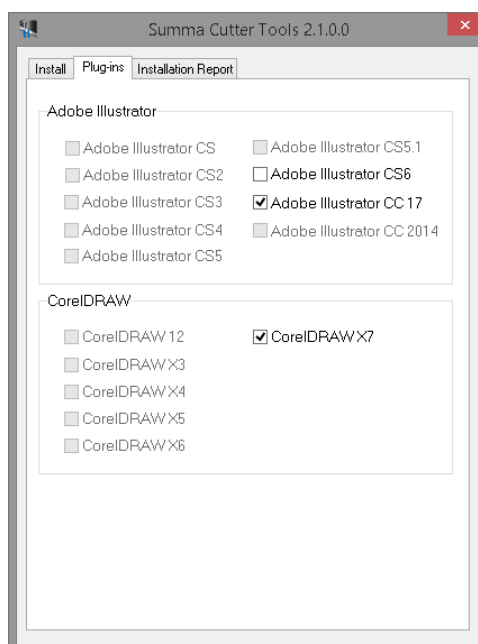 Summa Cutter Tools 2.1.0.0
Install Plug-ins Installation Report
Adobe Illustrator
Adobe Illustrator CS
Adobe Illustrator CS2
Adobe Illustrator CS3
Adobe Illustrator CS4
Adobe Illustrator CS5
Adobe Illustrator CS5.1
Adobe Illustrator CS6
Adobe Illustrator CC 17
Adobe Illustrator CC 2014
CorelDRAW
CorelDRAW 12
CorelDRAW X3
CorelDRAW X4
CorelDRAW X5
CorelDRAW X6
CorelDRAW X7